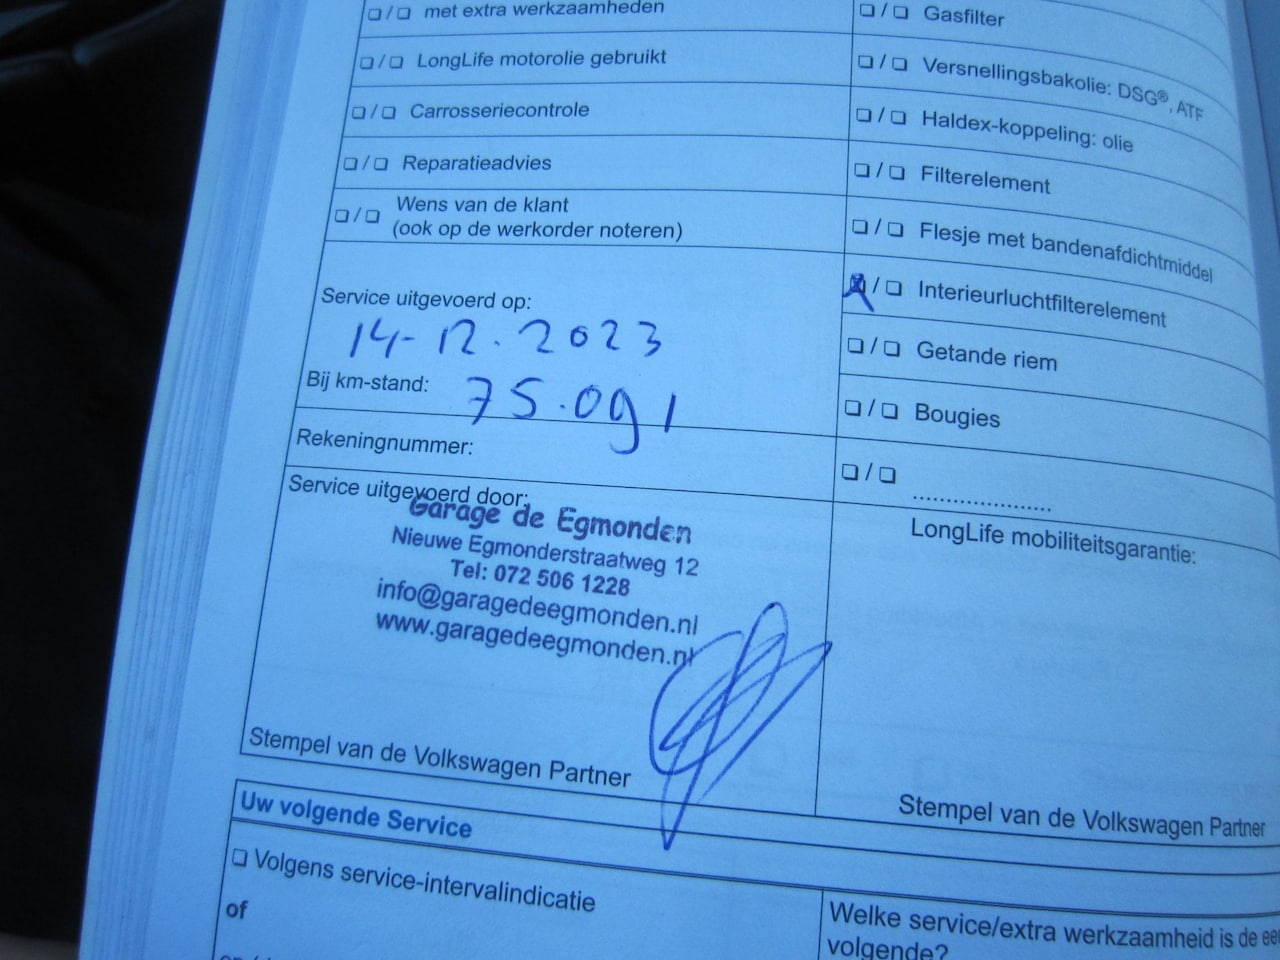 ❏ / ❏ met extra werkzaamheden
❏ / ❏ LongLife motorolie gebruikt
❏ / ❏ Carrosseriecontrole
❏ / ❏ Reparatieadvies
❏ / ❏ Wens van de klant
(ook op de werkorder noteren)
Service uitgevoerd op:
14-12.2023
Bij km-stand: 75.091
Rekeningnummer:
Service uitgevoerd door:
Garage de Egmonden
Nieuwe Egmonderstraatweg 12
Tel: 072 506 1228
info@garagedeegmonden.nl
www.garagedeegmonden.nl
Stempel van de Volkswagen Partner
❏ / ❏ Gasfilter
❏ / ❏ Versnellingsbakolie: DSG®, ATF
❏ / ❏ Haldex-koppeling: olie
❏ / ❏ Filterelement
❏ / ❏ Flesje met bandenafdichtmiddel
☒ / ❏ Interieurluchtfilterelement
❏ / ❏ Getande riem
❏ / ❏ Bougies
❏ / ❏ .....................
LongLife mobiliteitsgarantie:
Stempel van de Volkswagen Partner
Uw volgende Service
❏ Volgens service-intervalindicatie
of
Welke service/extra werkzaamheid is de
volgende?